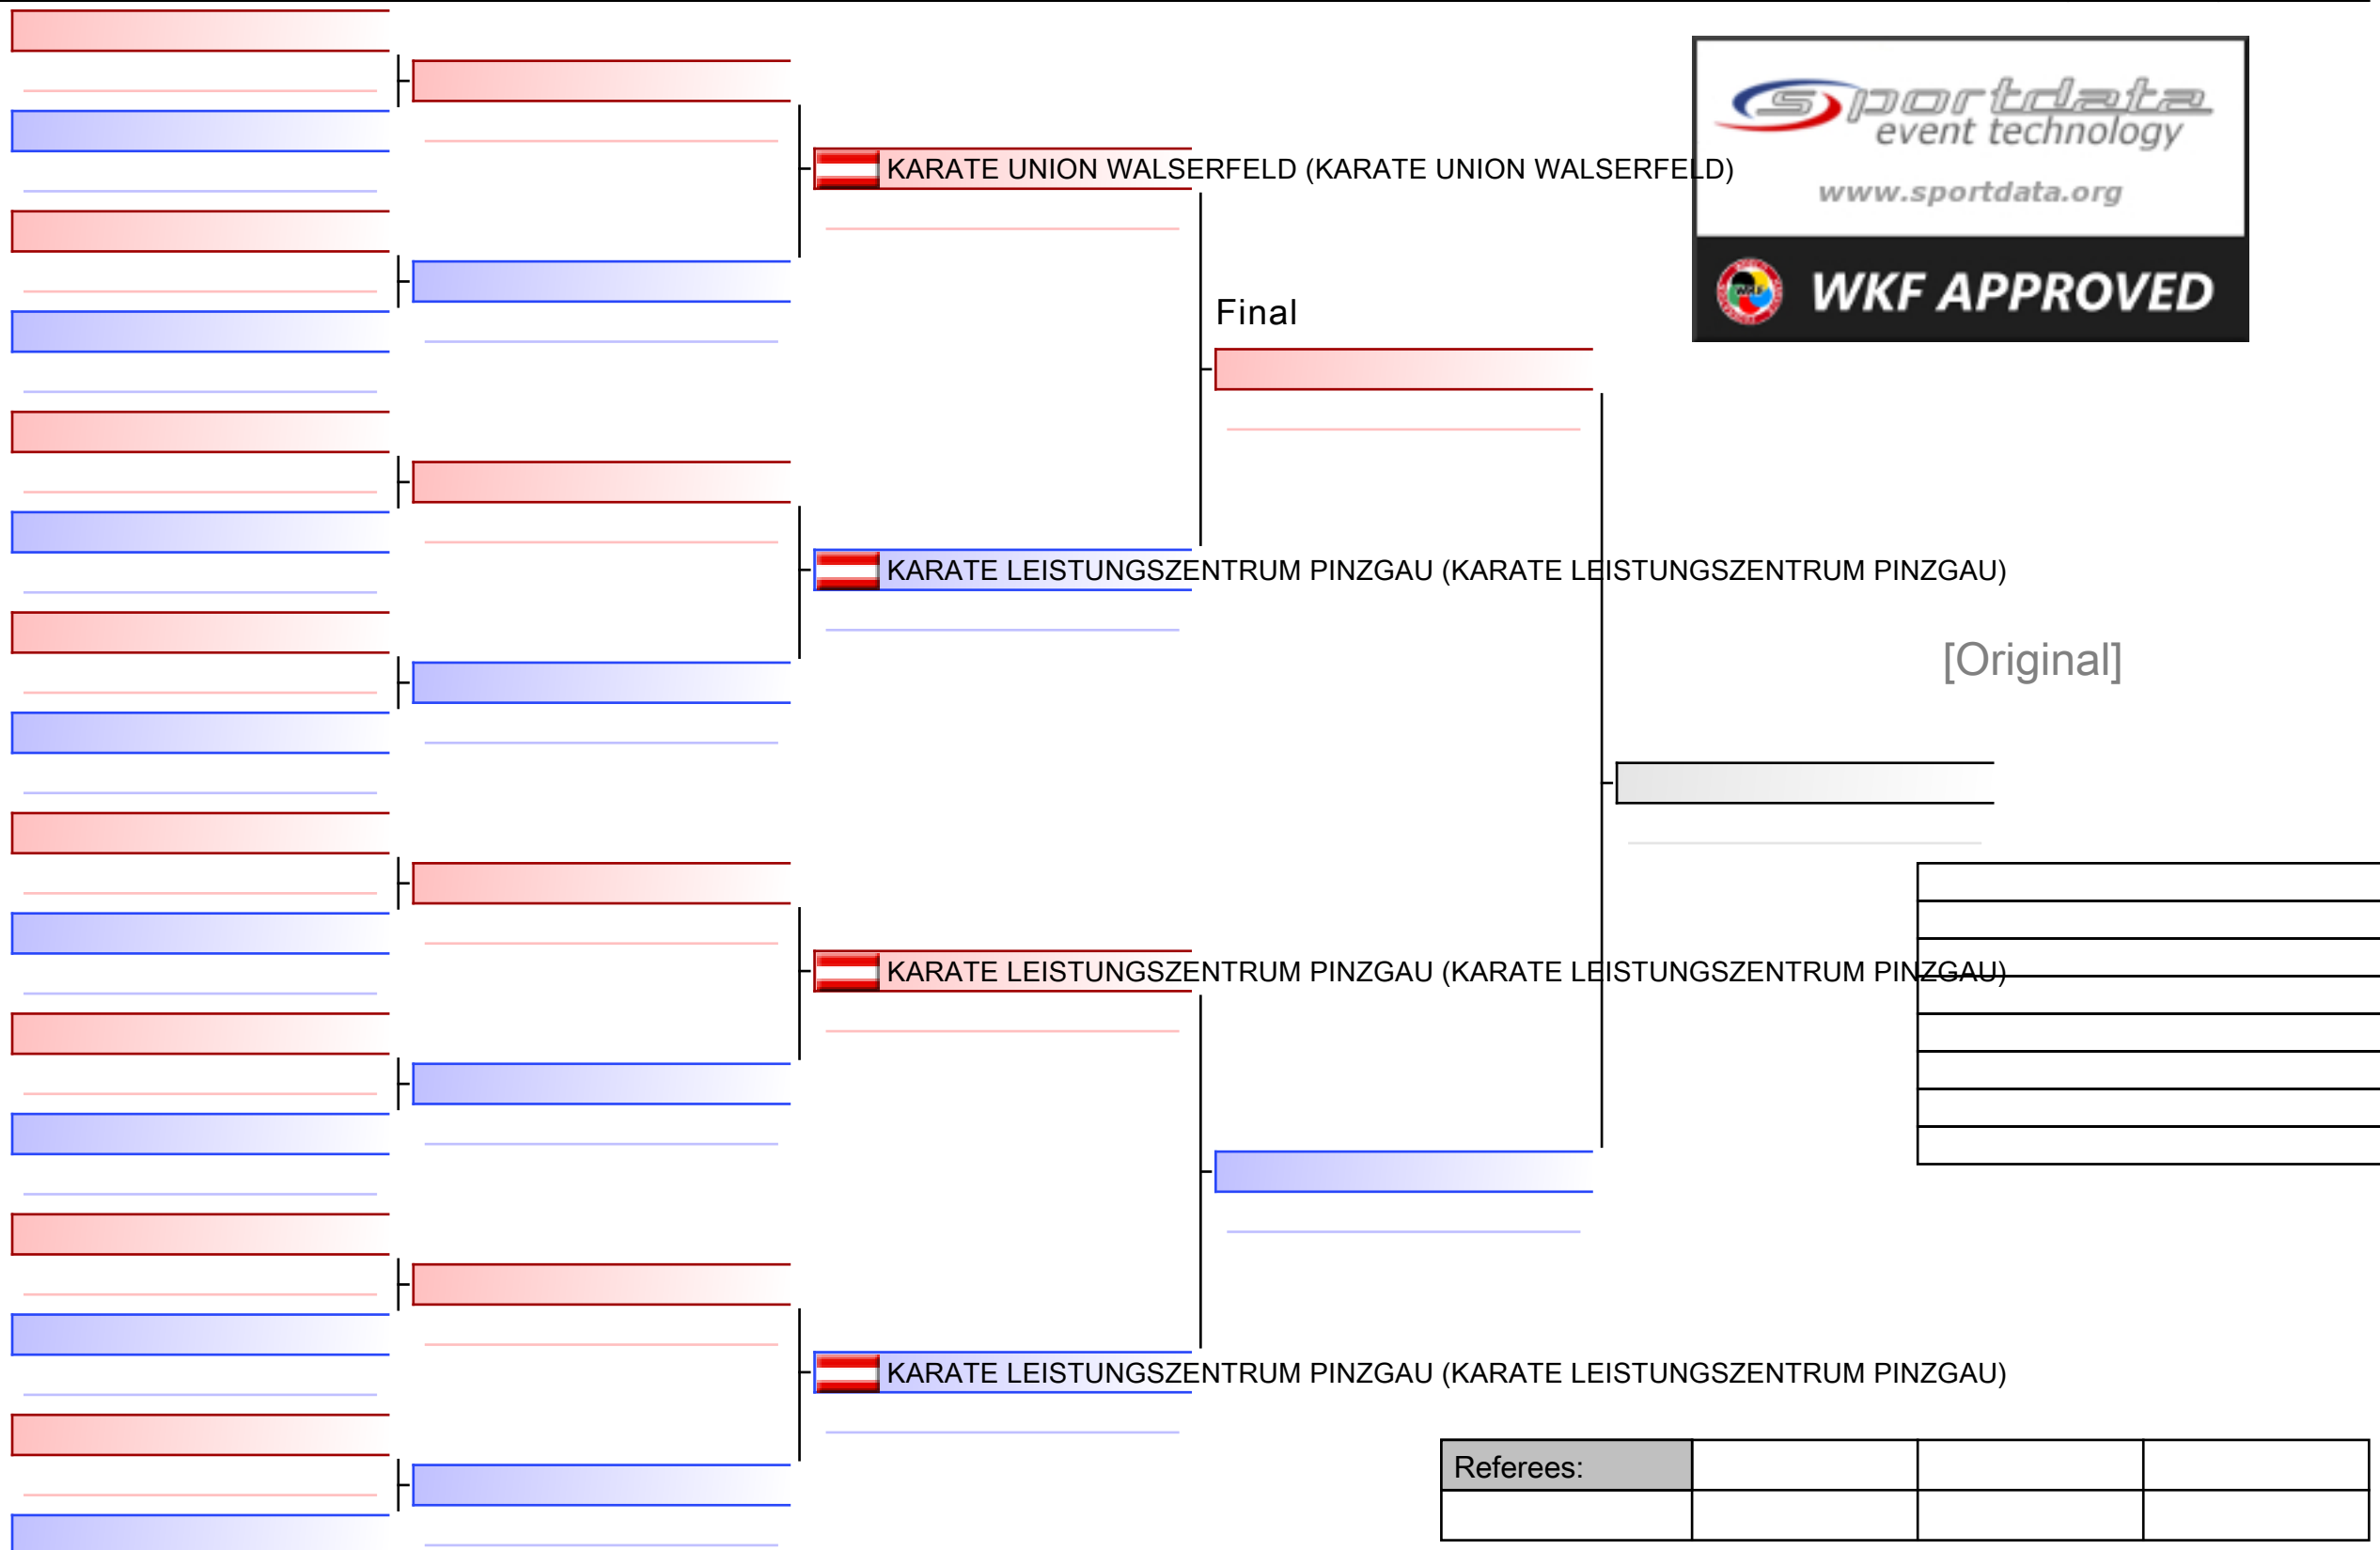 sportdata
event technology
www.sportdata.org
WKF APPROVED
KARATE UNION WALSERFELD (KARATE UNION WALSERFELD)
Final
KARATE LEISTUNGSZENTRUM PINZGAU (KARATE LEISTUNGSZENTRUM PINZGAU)
[Original]
KARATE LEISTUNGSZENTRUM PINZGAU (KARATE LEISTUNGSZENTRUM PINZGAU)
KARATE LEISTUNGSZENTRUM PINZGAU (KARATE LEISTUNGSZENTRUM PINZGAU)
Referees: